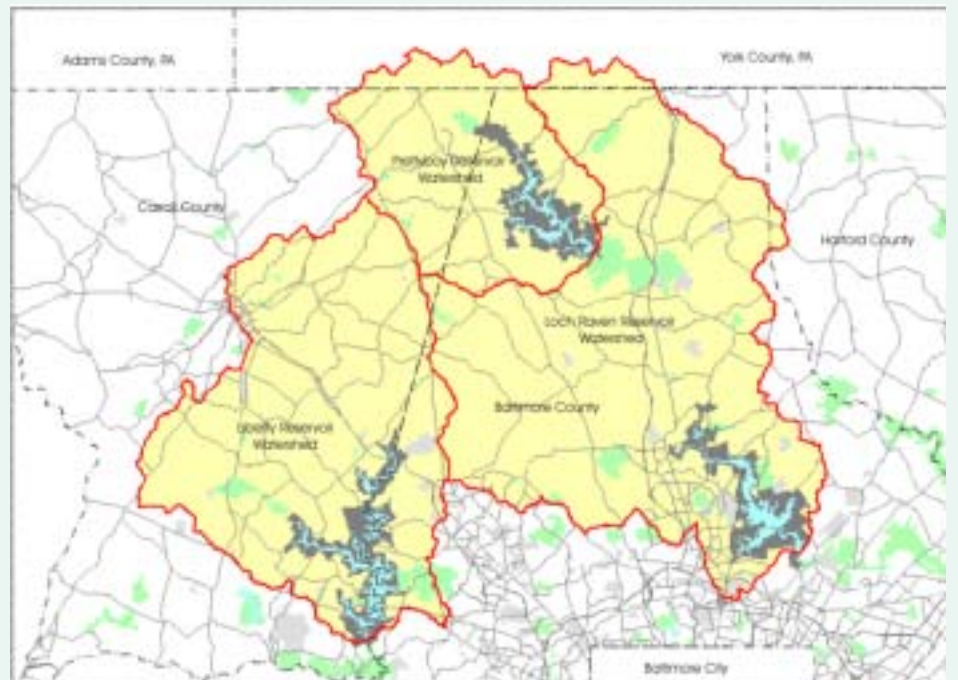 Adams County, PA
York County, PA
Prettyboy Reservoir
Watershed
Carroll County
Harford County
Loch Raven Reservoir
Watershed
Baltimore County
Liberty Reservoir
Watershed
Baltimore City